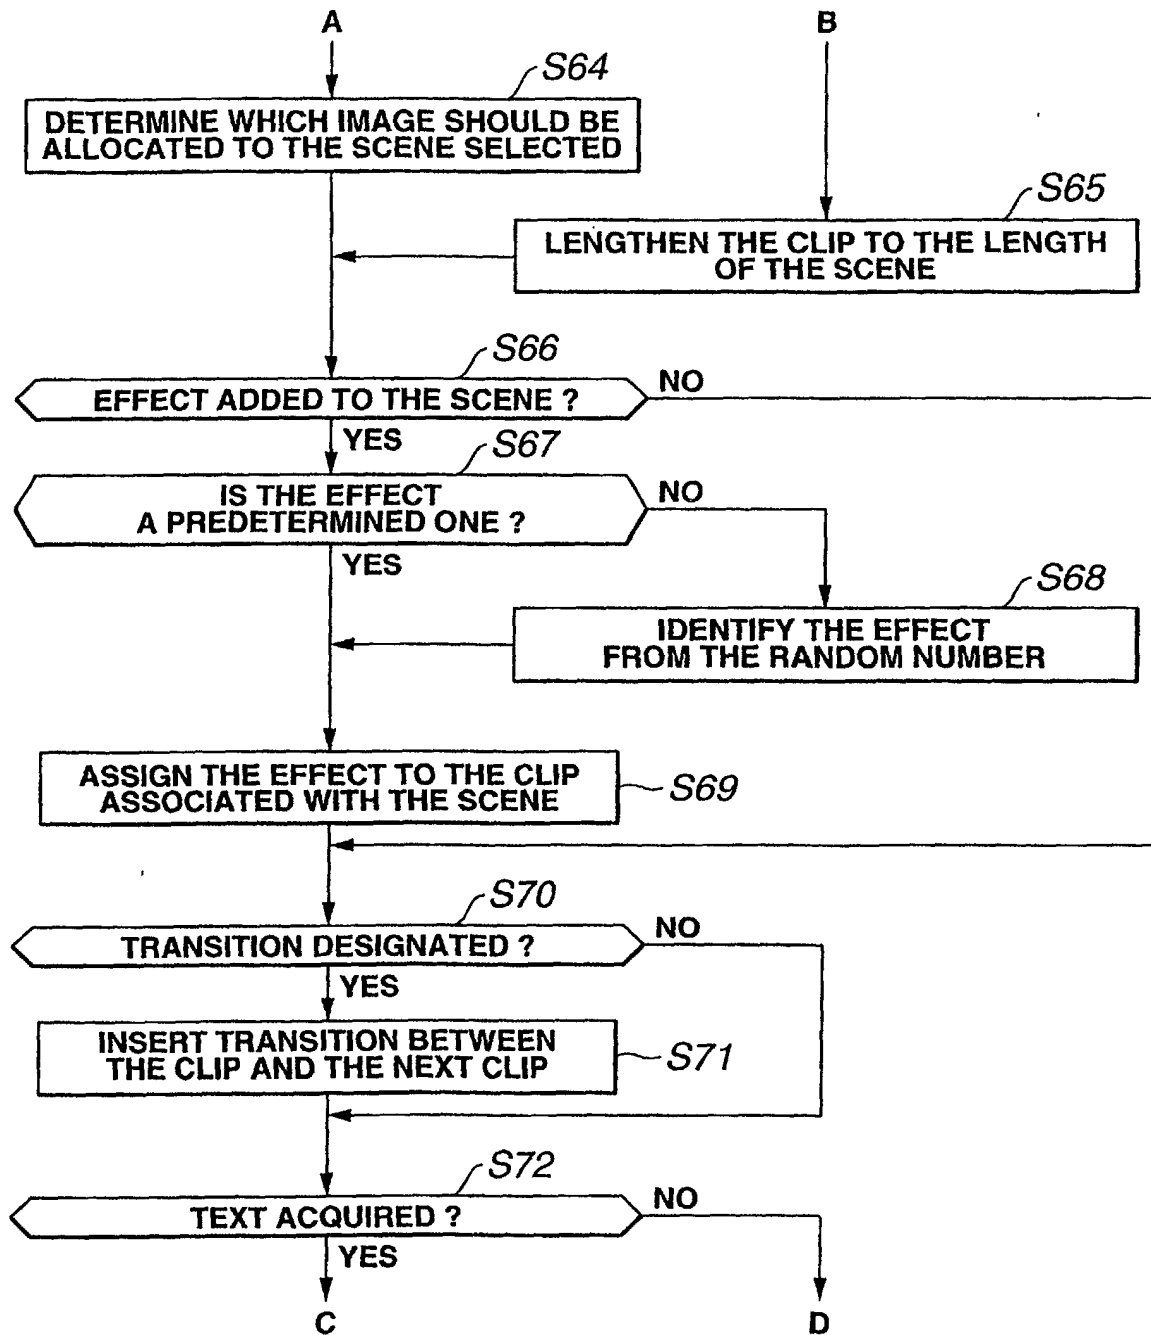 A
B
S64
DETERMINE WHICH IMAGE SHOULD BE
ALLOCATED TO THE SCENE SELECTED
S65
LENGTHEN THE CLIP TO THE LENGTH
OF THE SCENE
S66
EFFECT ADDED TO THE SCENE ?
NO
YES
S67
IS THE EFFECT
A PREDETERMINED ONE ?
NO
YES
S68
IDENTIFY THE EFFECT
FROM THE RANDOM NUMBER
ASSIGN THE EFFECT TO THE CLIP
ASSOCIATED WITH THE SCENE
S69
S70
TRANSITION DESIGNATED ?
NO
YES
INSERT TRANSITION BETWEEN
THE CLIP AND THE NEXT CLIP
S71
S72
TEXT ACQUIRED ?
NO
YES
C
D